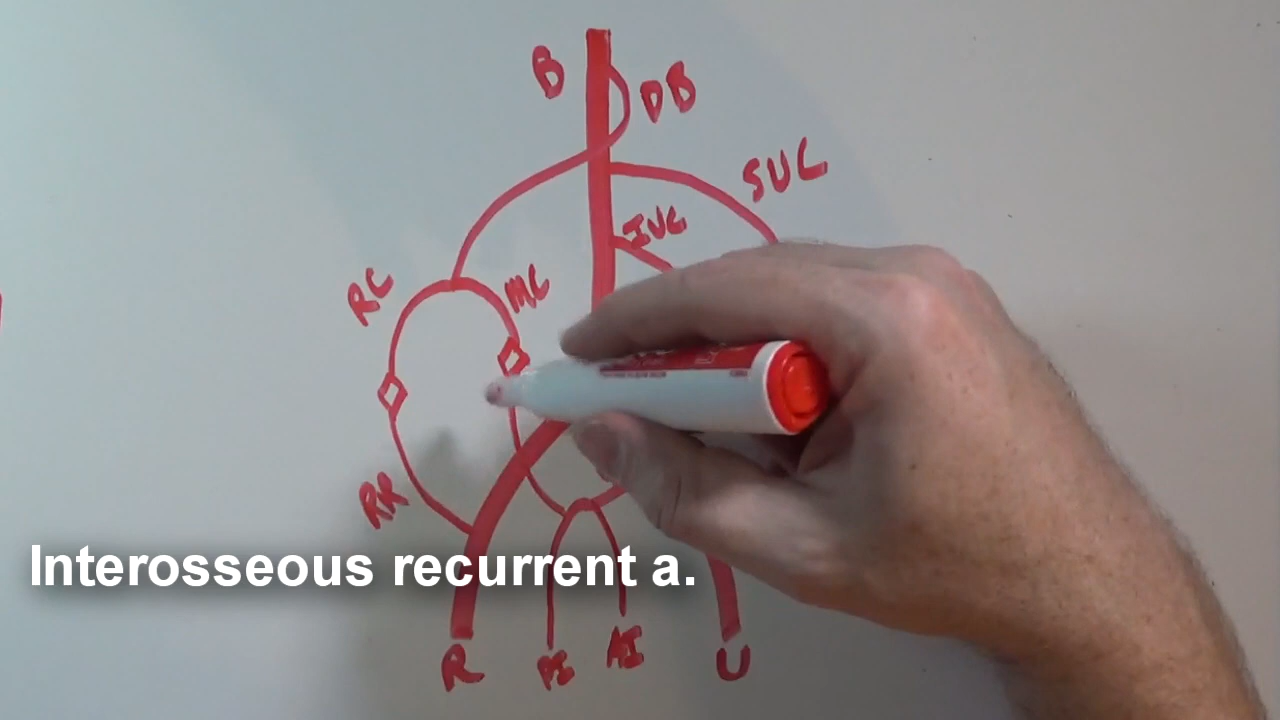 B
DB
SUC
IUC
RC
MC
RR
Interosseous recurrent a.
R
PI
AI
U